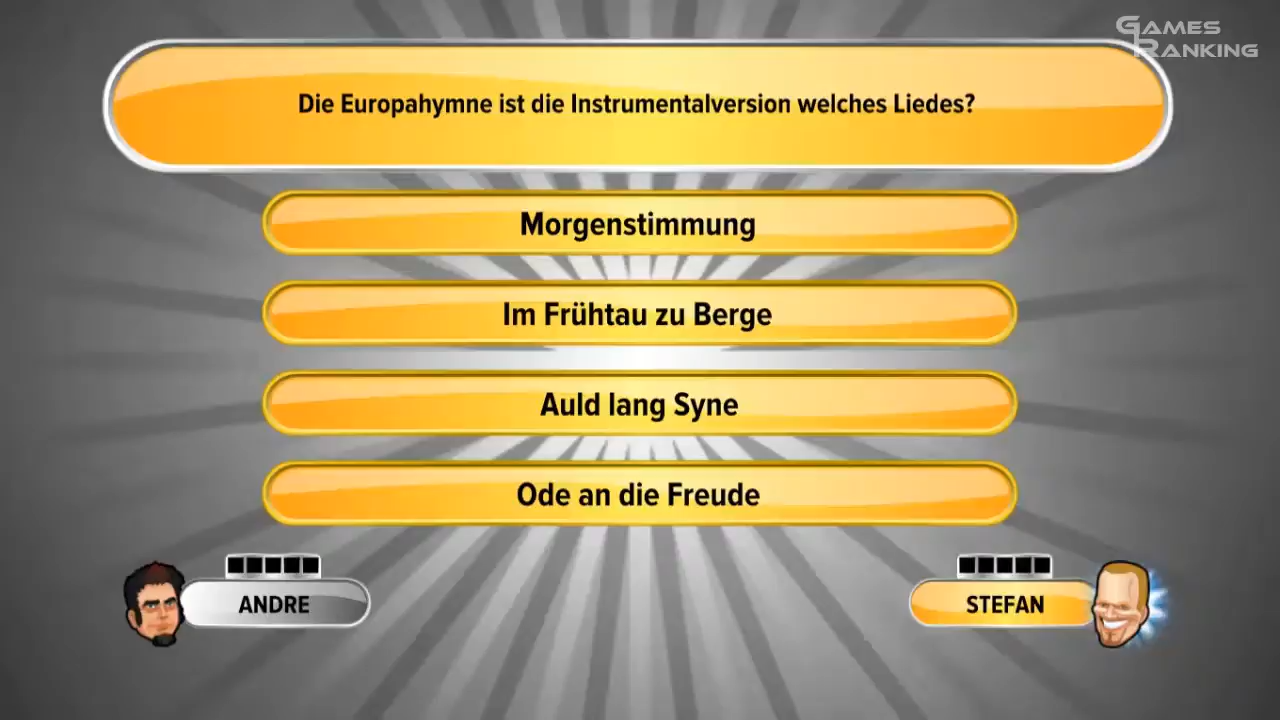 GAMES
RANKING
Die Europahymne ist die Instrumentalversion welches Liedes?
Morgenstimmung
Im Frühtau zu Berge
Auld lang Syne
Ode an die Freude
ANDRE
STEFAN